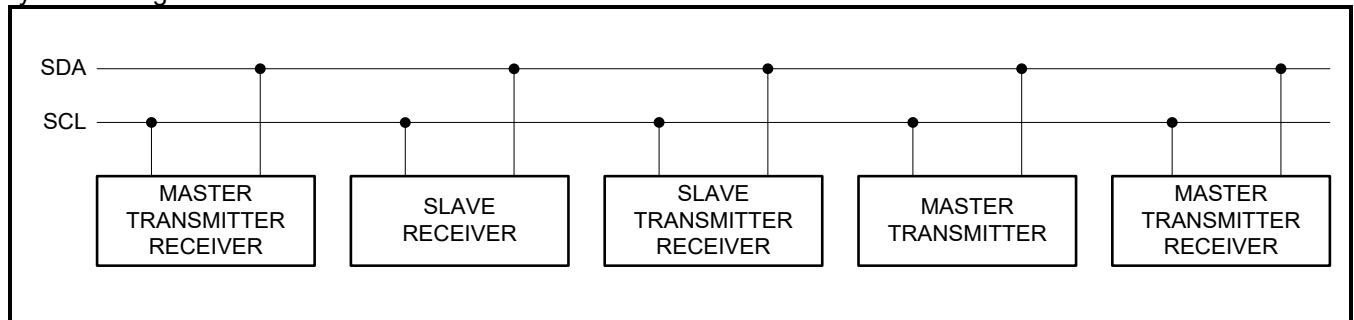 SDA
SCL
MASTER
TRANSMITTER
RECEIVER
SLAVE
RECEIVER
SLAVE
TRANSMITTER
RECEIVER
MASTER
TRANSMITTER
MASTER
TRANSMITTER
RECEIVER